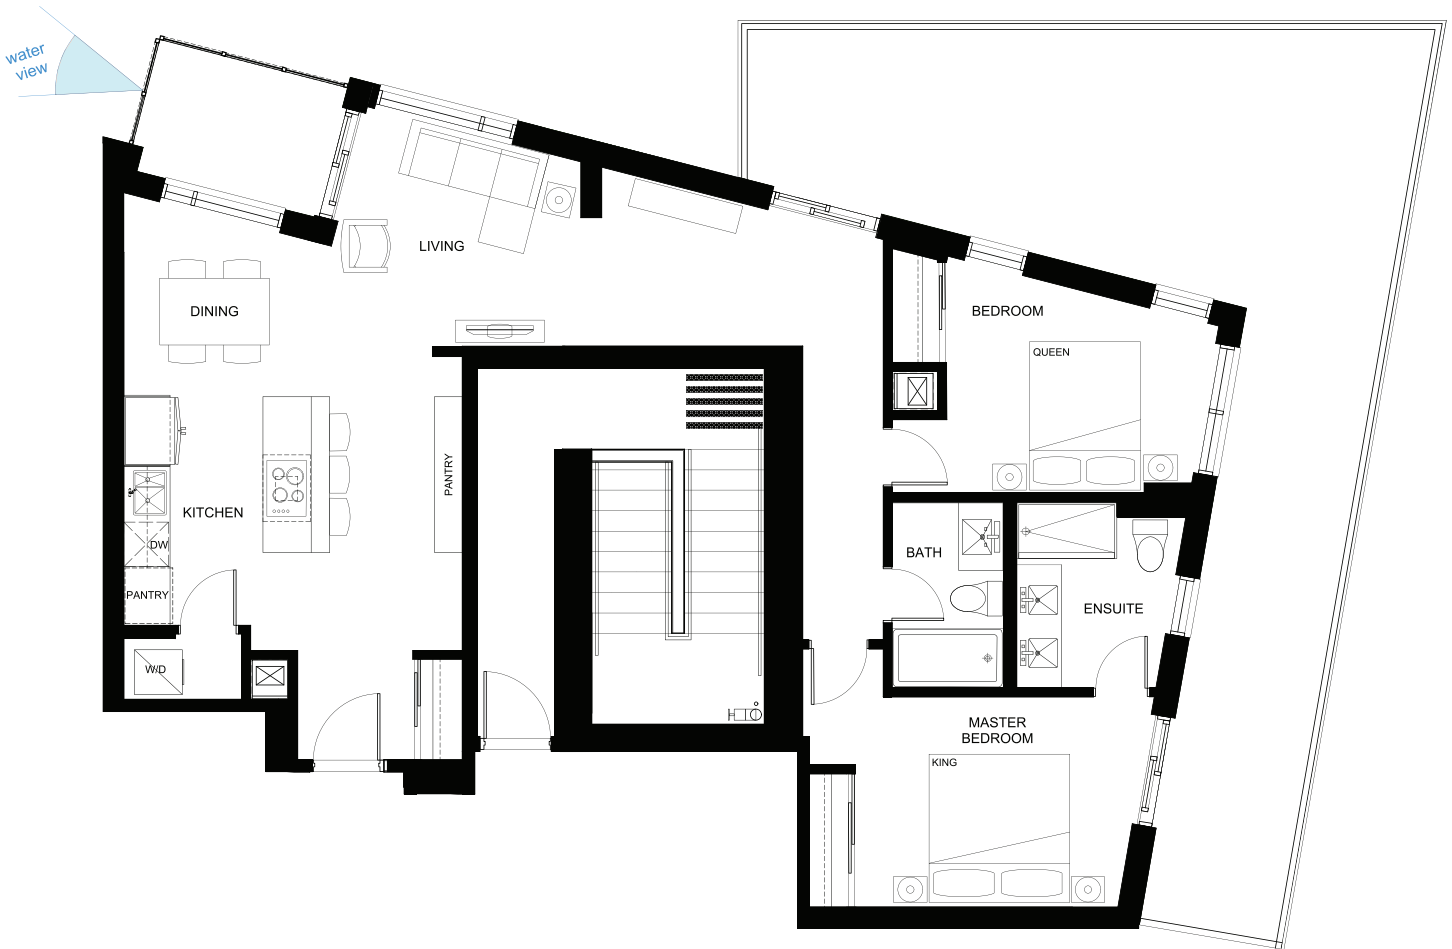 water
view
LIVING
DINING
BEDROOM
QUEEN
PANTRY
KITCHEN
DW
BATH
PANTRY
ENSUITE
W/D
MASTER
BEDROOM
KING